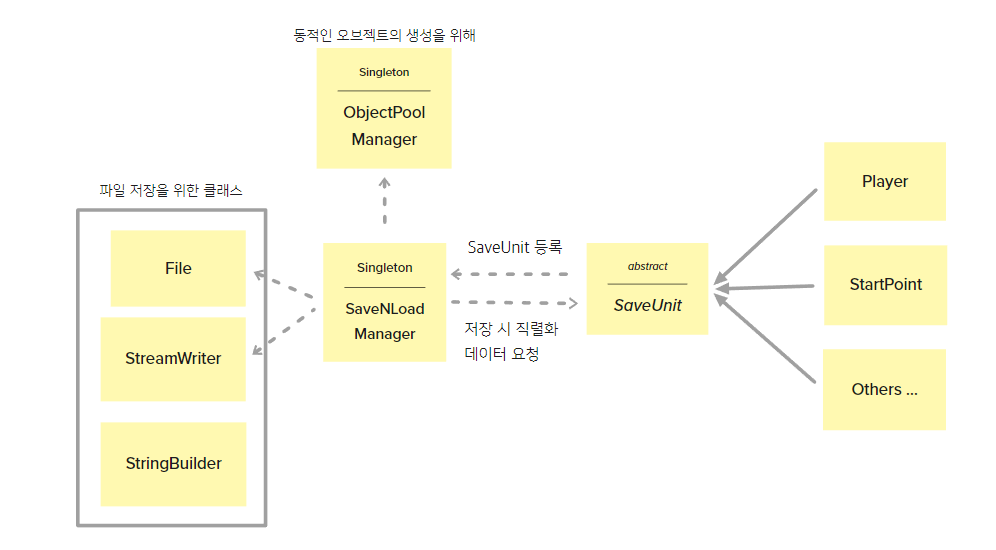 동적인 오브젝트의 생성을 위해
Singleton
ObjectPool
Manager
파일 저장을 위한 클래스
File
StreamWriter
StringBuilder
Singleton
SaveNLoad
Manager
SaveUnit 등록
저장 시 직렬화
데이터 요청
abstract
SaveUnit
Player
StartPoint
Others ...